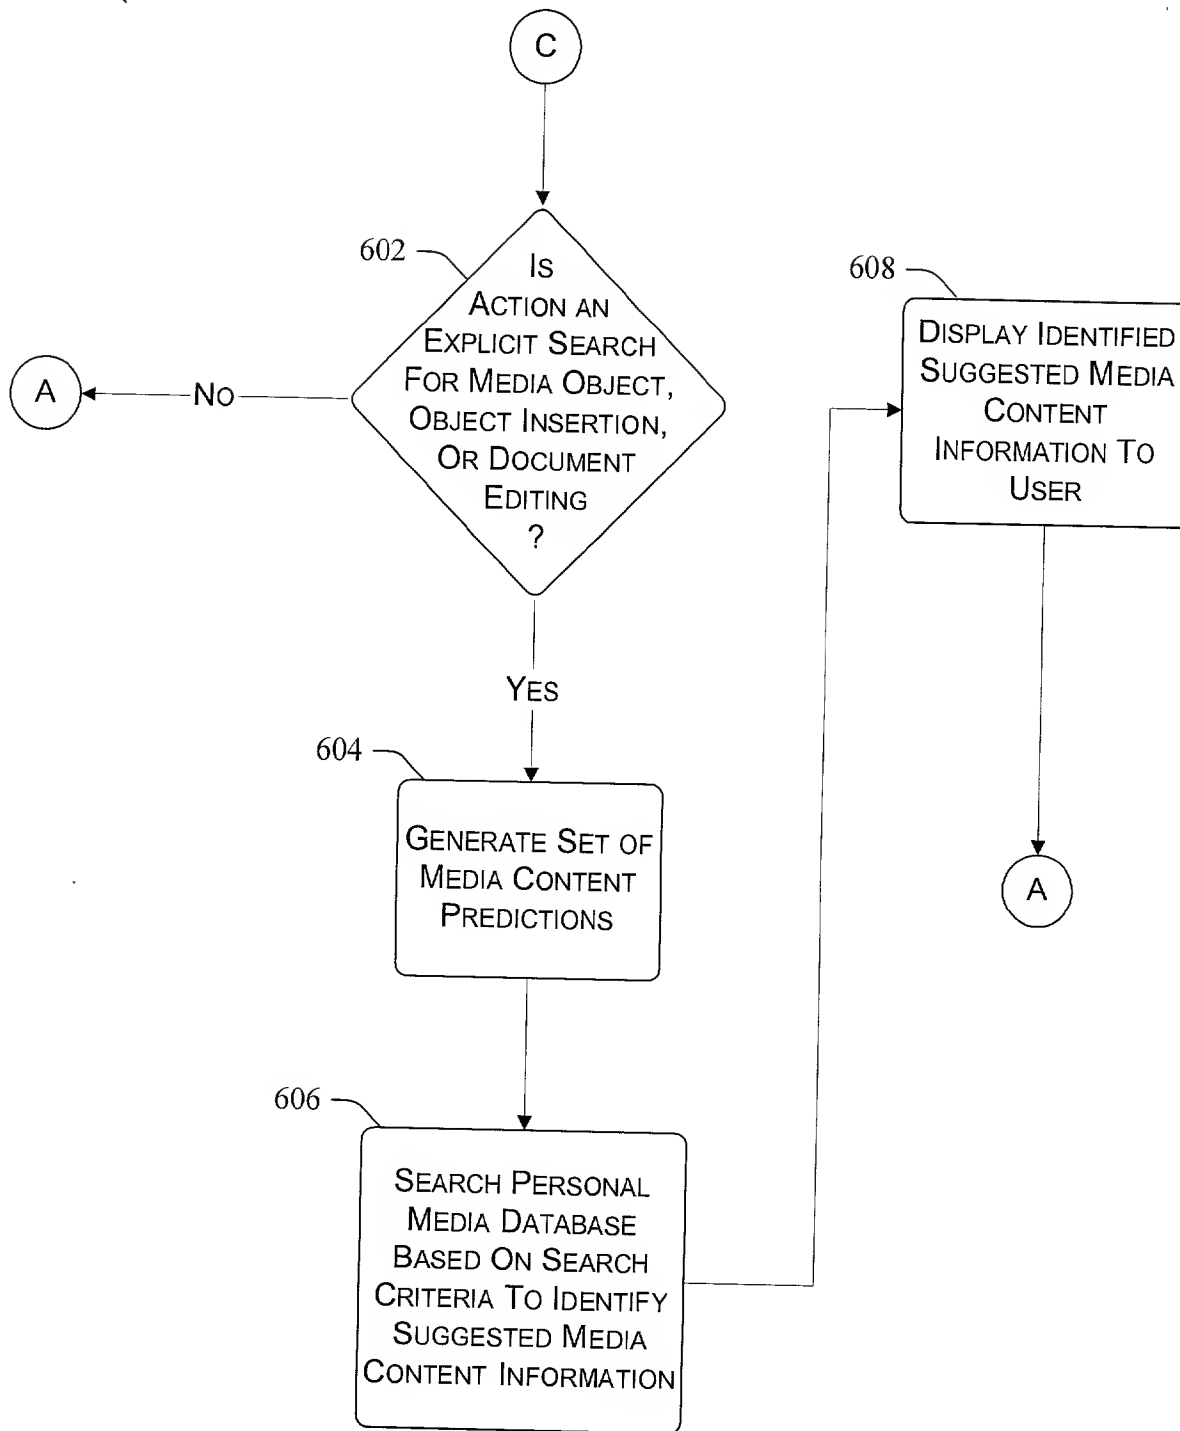 C
602
IS
ACTION AN
EXPLICIT SEARCH
FOR MEDIA OBJECT,
OBJECT INSERTION,
OR DOCUMENT
EDITING
?
A
NO
YES
604
GENERATE SET OF
MEDIA CONTENT
PREDICTIONS
606
SEARCH PERSONAL
MEDIA DATABASE
BASED ON SEARCH
CRITERIA TO IDENTIFY
SUGGESTED MEDIA
CONTENT INFORMATION
608
DISPLAY IDENTIFIED
SUGGESTED MEDIA
CONTENT
INFORMATION TO
USER
A